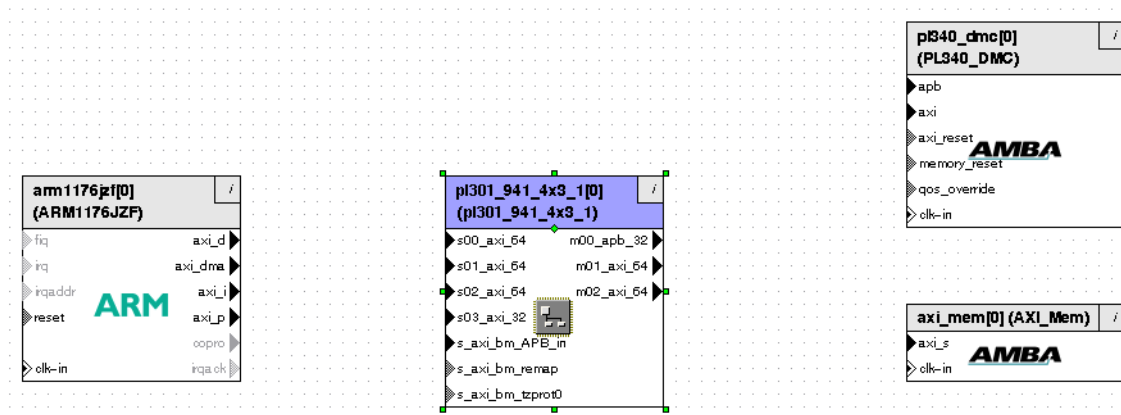 pl340_dmc[0]
i
(PL340_DMC)
apb
axi
axi_reset
AMBA
memory_reset
qos_override
clk-in
arm1176jzf[0]
i
(ARM1176JZF)
fiq
axi_d
irq
axi_dma
irqaddr
axi_i
ARM
reset
axi_p
copro
clk-in
irqack
pl301_941_4x3_1[0]
i
(pl301_941_4x3_1)
s00_axi_64
m00_apb_32
s01_axi_64
m01_axi_64
s02_axi_64
m02_axi_64
s03_axi_32
s_axi_bm_APB_in
s_axi_bm_remap
s_axi_bm_tzprot0
axi_mem[0] (AXI_Mem)
i
axi_s
AMBA
clk-in